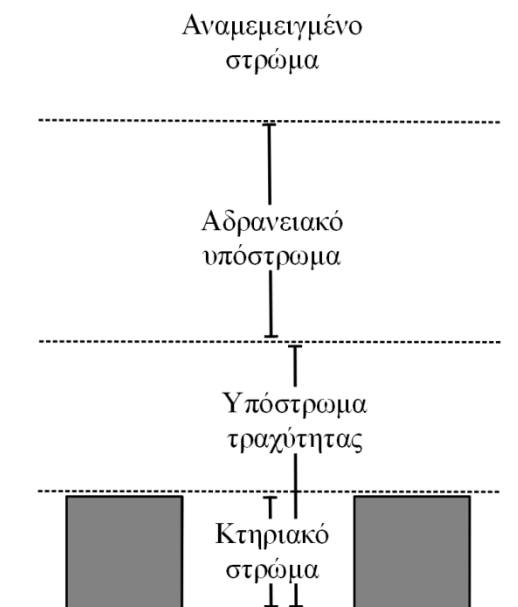 Αναμεμειγμένο
στρώμα
Αδρανειακό
υπόστρωμα
Υπόστρωμα
τραχύτητας
Κτηριακό
στρώμα